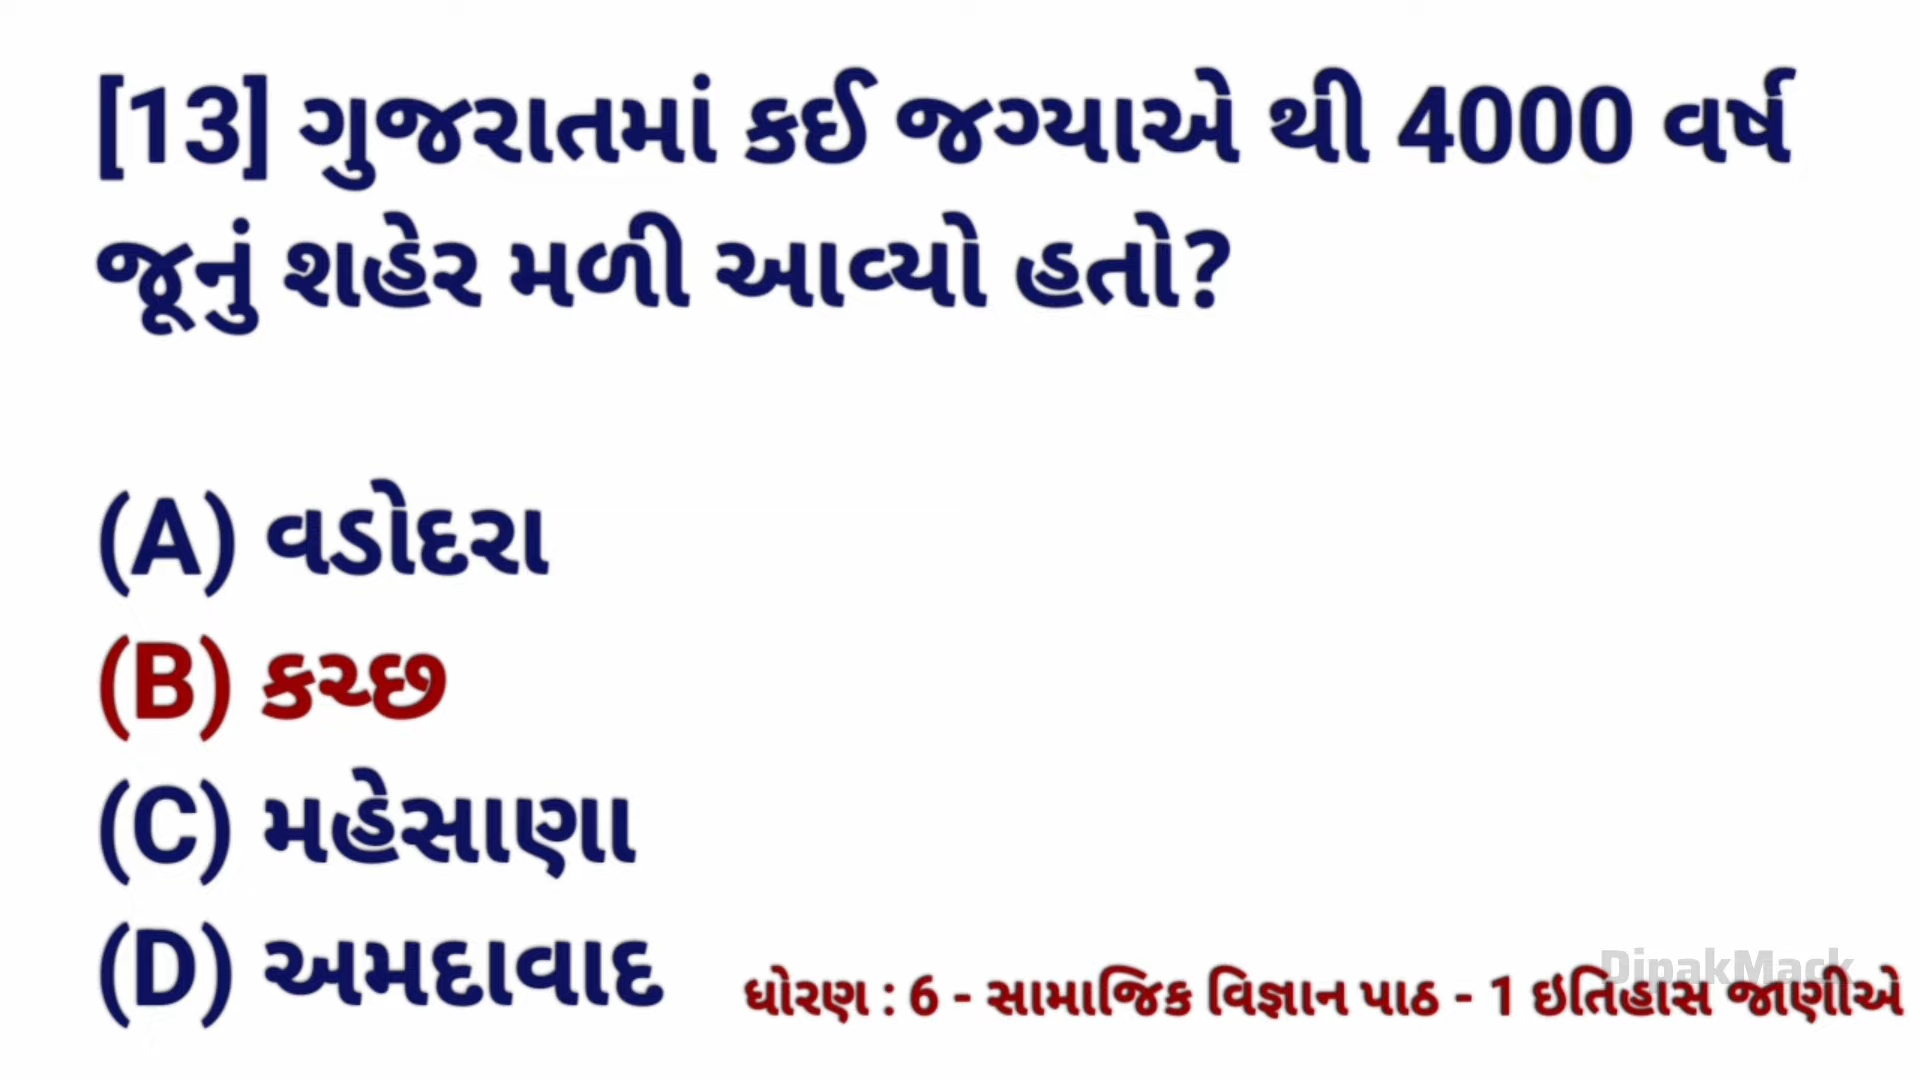 [13] ગુજરાતમાં કઈ જગ્યાએ થી 4000 વર્ષ
જૂનું શહેર મળી આવ્યો હતો?
(A) વડોદરા
(B) કચ્છ
(C) મહેસાણા
(D) અમદાવાદ
DipakMack
ધોરણ : 6 - સામાજિક વિજ્ઞાન પાઠ - 1 ઇતિહાસ જાણીએ